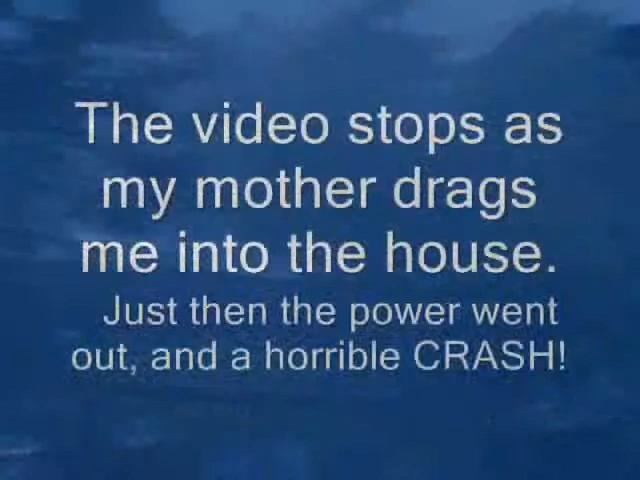 The video stops as
my mother drags
me into the house.
Just then the power went
out, and a horrible CRASH!